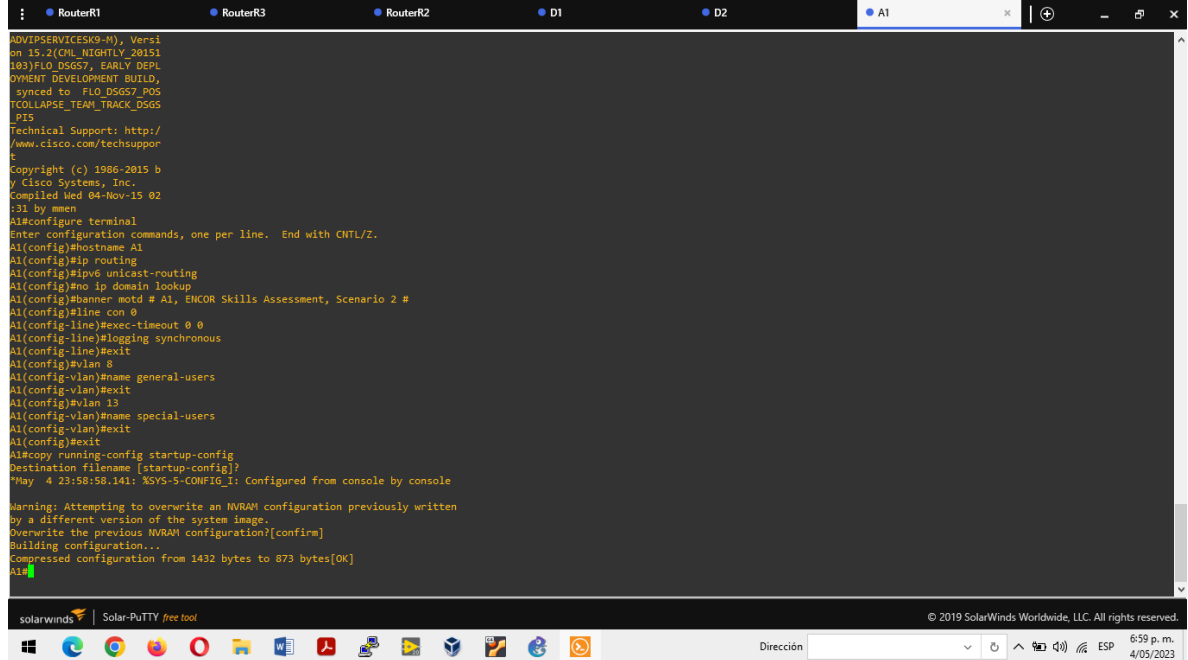 RouterR1 RouterR3 RouterR2 D1 D2 A1
ADVIPSERVICESK9-M), Versi
on 15.2(CML_NIGHTLY_20151
103)FLO_DSGS7, EARLY DEPL
OYMENT DEVELOPMENT BUILD,
synced to  FLO_DSGS7_POS
TCOLLAPSE_TEAM_TRACK_DSGS
_PI5
Technical Support: http:/
/www.cisco.com/techsuppor
t
Copyright (c) 1986-2015 b
y Cisco Systems, Inc.
Compiled Wed 04-Nov-15 02
:31 by mmen
A1#configure terminal
Enter configuration commands, one per line.  End with CNTL/Z.
A1(config)#hostname A1
A1(config)#ip routing
A1(config)#ipv6 unicast-routing
A1(config)#no ip domain lookup
A1(config)#banner motd # A1, ENCOR Skills Assessment, Scenario 2 #
A1(config)#line con 0
A1(config-line)#exec-timeout 0 0
A1(config-line)#logging synchronous
A1(config-line)#exit
A1(config)#vlan 8
A1(config-vlan)#name general-users
A1(config-vlan)#exit
A1(config)#vlan 13
A1(config-vlan)#name special-users
A1(config-vlan)#exit
A1(config)#exit
A1#copy running-config startup-config
Destination filename [startup-config]?
*May  4 23:58:58.141: %SYS-5-CONFIG_I: Configured from console by console
Warning: Attempting to overwrite an NVRAM configuration previously written
by a different version of the system image.
Overwrite the previous NVRAM configuration?[confirm]
Building configuration...
Compressed configuration from 1432 bytes to 873 bytes[OK]
A1#
solarwinds Solar-PuTTY free tool © 2019 SolarWinds Worldwide, LLC. All rights reserved.
Dirección ESP 6:59 p. m.
4/05/2023